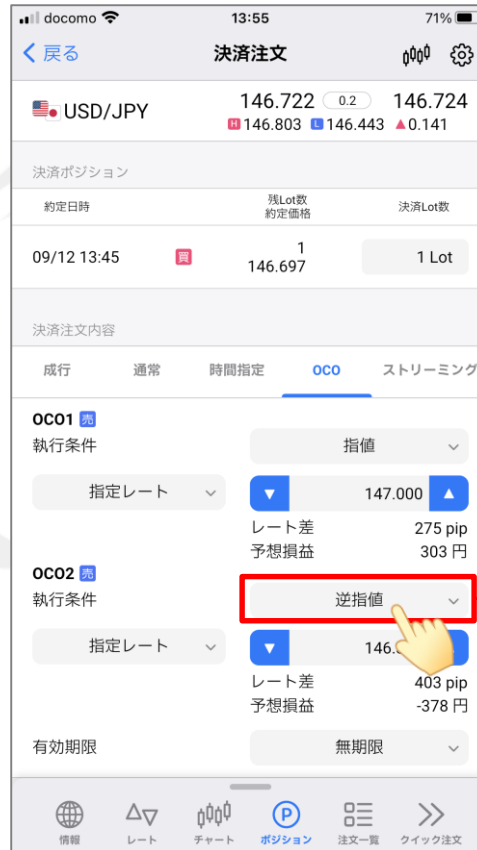 docomo 13:55 71%
戻る 決済注文
USD/JPY 146.722 0.2 146.724
H 146.803 L 146.443 ▲0.141
決済ポジション
約定日時 残Lot数 約定価格 決済Lot数
09/12 13:45 買 1 146.697 1 Lot
決済注文内容
成行 通常 時間指定 OCO ストリーミング
OCO1 売
執行条件 指値
指定レート ▼ 147.000 ▲
レート差 275 pip
予想損益 303 円
OCO2 売
執行条件 逆指値
指定レート ▼ 146.
レート差 403 pip
予想損益 -378 円
有効期限 無期限
情報 レート チャート P ポジション 注文一覧 クイック注文